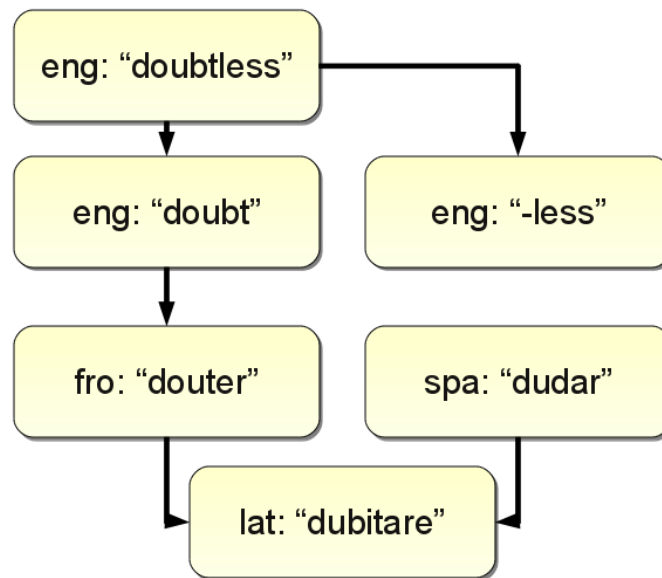 eng: “doubtless”
eng: “doubt”
eng: “-less”
fro: “douter”
spa: “dudar”
lat: “dubitare”